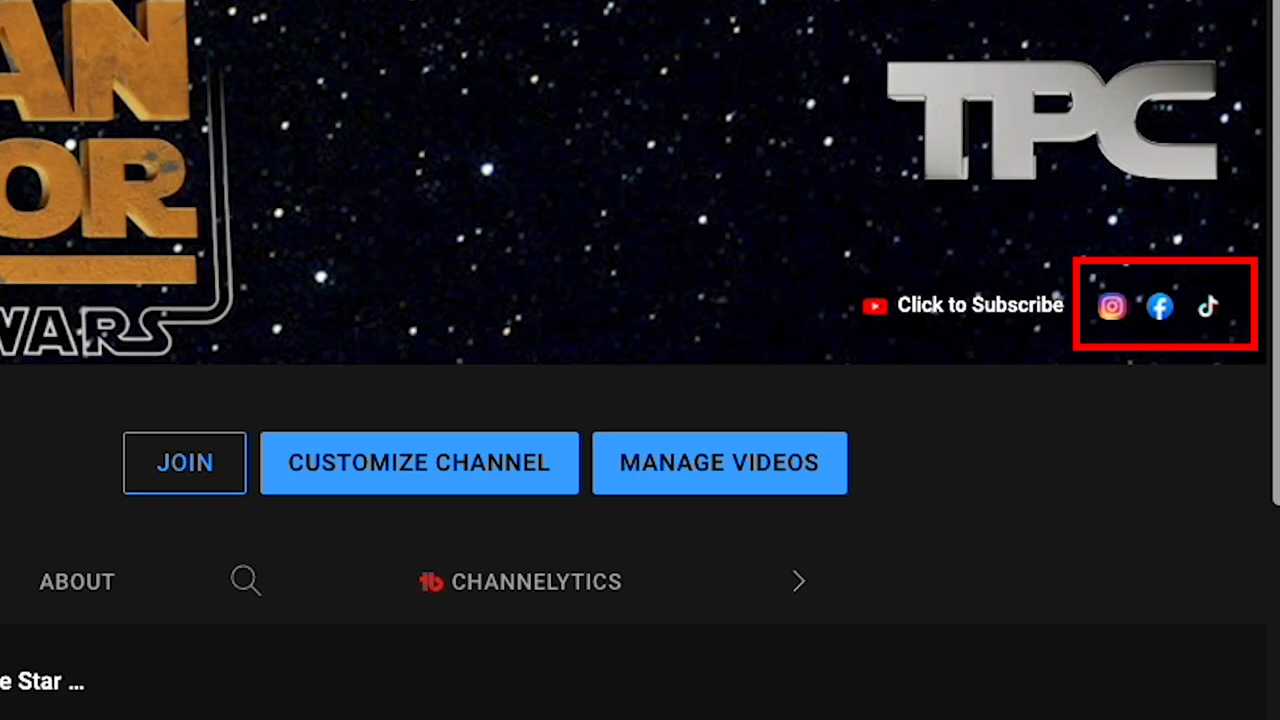 AN
TPC
OR
WARS
Click to Subscribe
JOIN
CUSTOMIZE CHANNEL
MANAGE VIDEOS
ABOUT
CHANNELYTICS
e Star ...